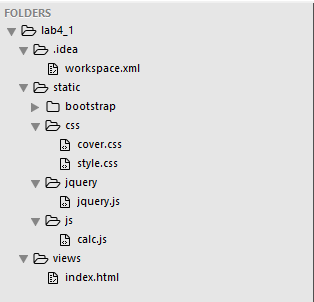 FOLDERS
lab4_1
.idea
workspace.xml
static
bootstrap
css
cover.css
style.css
jquery
jquery.js
js
calc.js
views
index.html